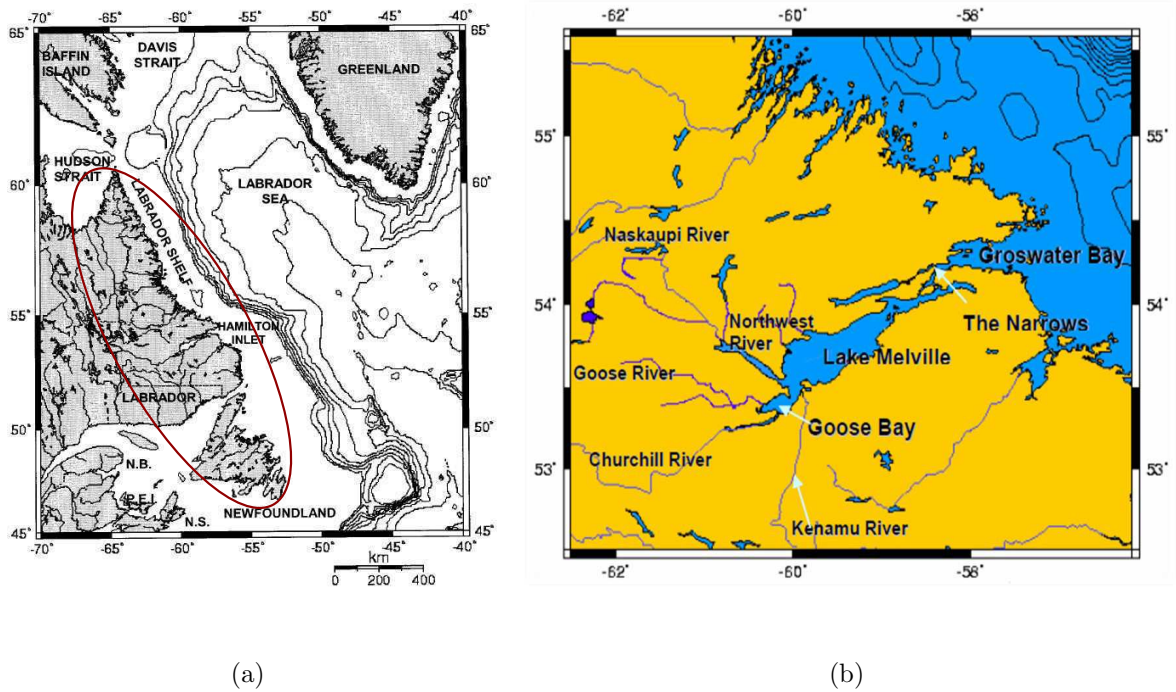 -70° -65° -60° -55° -50° -45° -40°
65°
60°
55°
50°
45°
BAFFIN
ISLAND
DAVIS
STRAIT
GREENLAND
HUDSON
STRAIT
LABRADOR
SEA
LABRADOR SHELF
HAMILTON
INLET
LABRADOR
N.B.
P.E.I.
N.S.
NEWFOUNDLAND
65°
60°
55°
50°
45°
-70° -65° -60° -55° -50° -45° -40°
km
0 200 400
(a)
-62° -60° -58°
55°
54°
53°
Naskaupi River
Groswater Bay
The Narrows
Northwest
River
Lake Melville
Goose River
Goose Bay
Churchill River
Kenamu River
55°
54°
53°
-62° -60° -58°
(b)